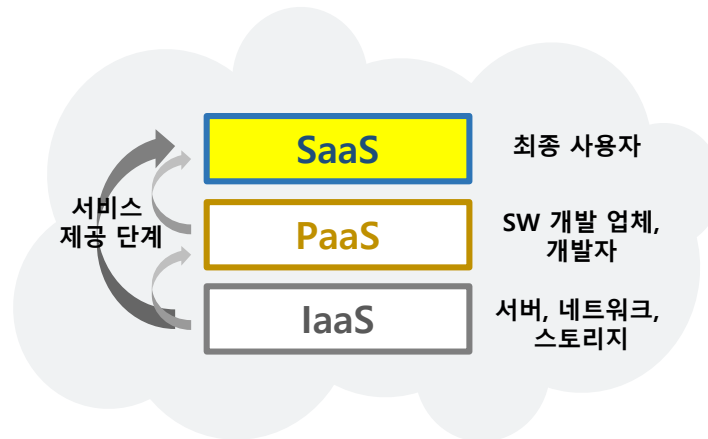 SaaS
최종 사용자
서비스
제공 단계
PaaS
SW 개발 업체,
개발자
IaaS
서버, 네트워크,
스토리지